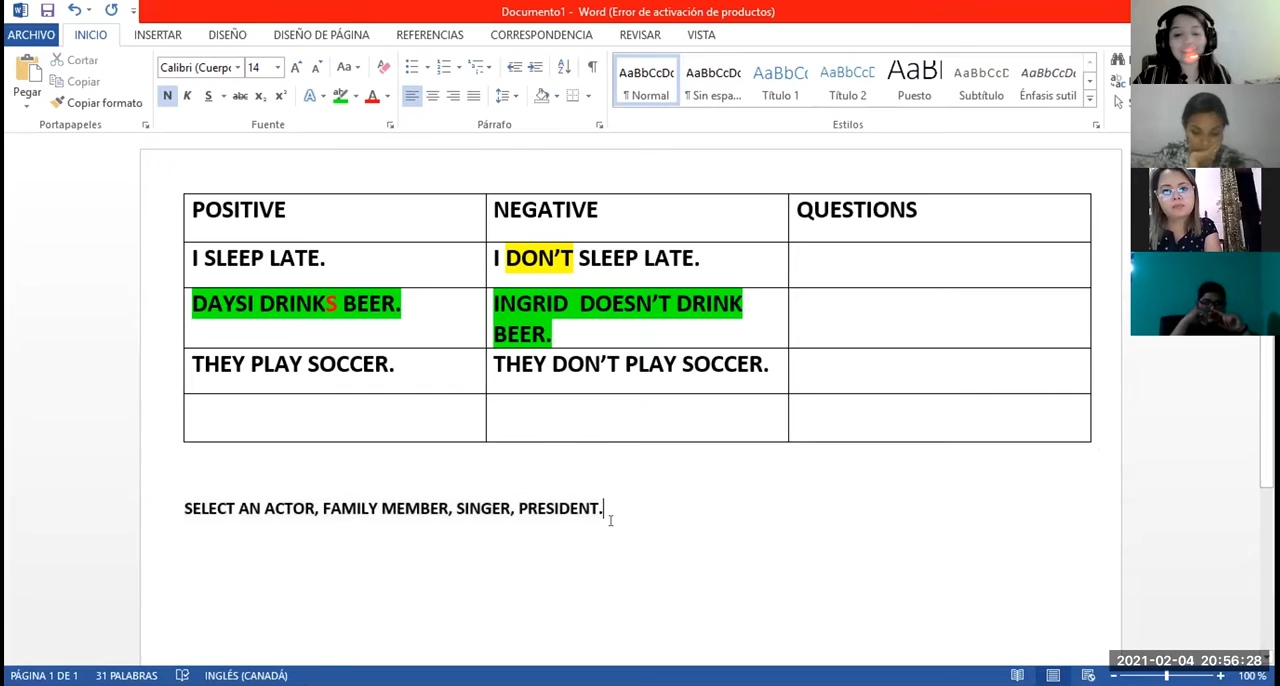 Documento1 - Word (Error de activación de productos)
ARCHIVO INICIO INSERTAR DISEÑO DISEÑO DE PÁGINA REFERENCIAS CORRESPONDENCIA REVISAR VISTA
Pegar
Cortar
Copiar
Copiar formato
Portapapeles
Calibri (Cuerpo 14
N K S abc x₂ x²
Fuente
Párrafo
AaBbCcDc AaBbCcDc AaBbCc AaBbCcD AaBb AaBbCcD AaBbCcDc
¶ Normal ¶ Sin espa... Título 1 Título 2 Puesto Subtítulo Énfasis sutil
Estilos
POSITIVE NEGATIVE QUESTIONS
I SLEEP LATE. I DON'T SLEEP LATE.
DAYSI DRINKS BEER. INGRID DOESN'T DRINK
BEER.
THEY PLAY SOCCER. THEY DON'T PLAY SOCCER.
SELECT AN ACTOR, FAMILY MEMBER, SINGER, PRESIDENT.
PÁGINA 1 DE 1 31 PALABRAS INGLÉS (CANADÁ)
2021-02-04 20:56:28
100 %